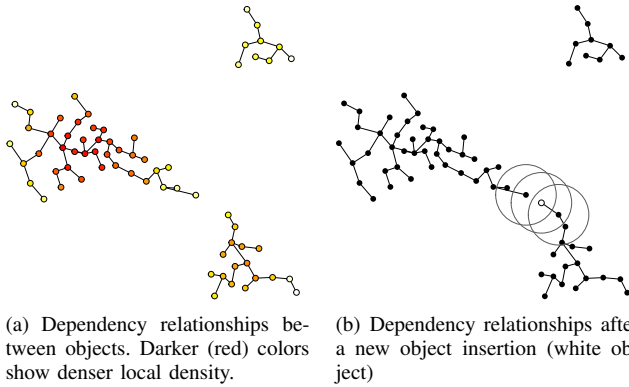 (a) Dependency relationships be-
tween objects. Darker (red) colors
show denser local density.
(b) Dependency relationships afte
a new object insertion (white ob
ject)